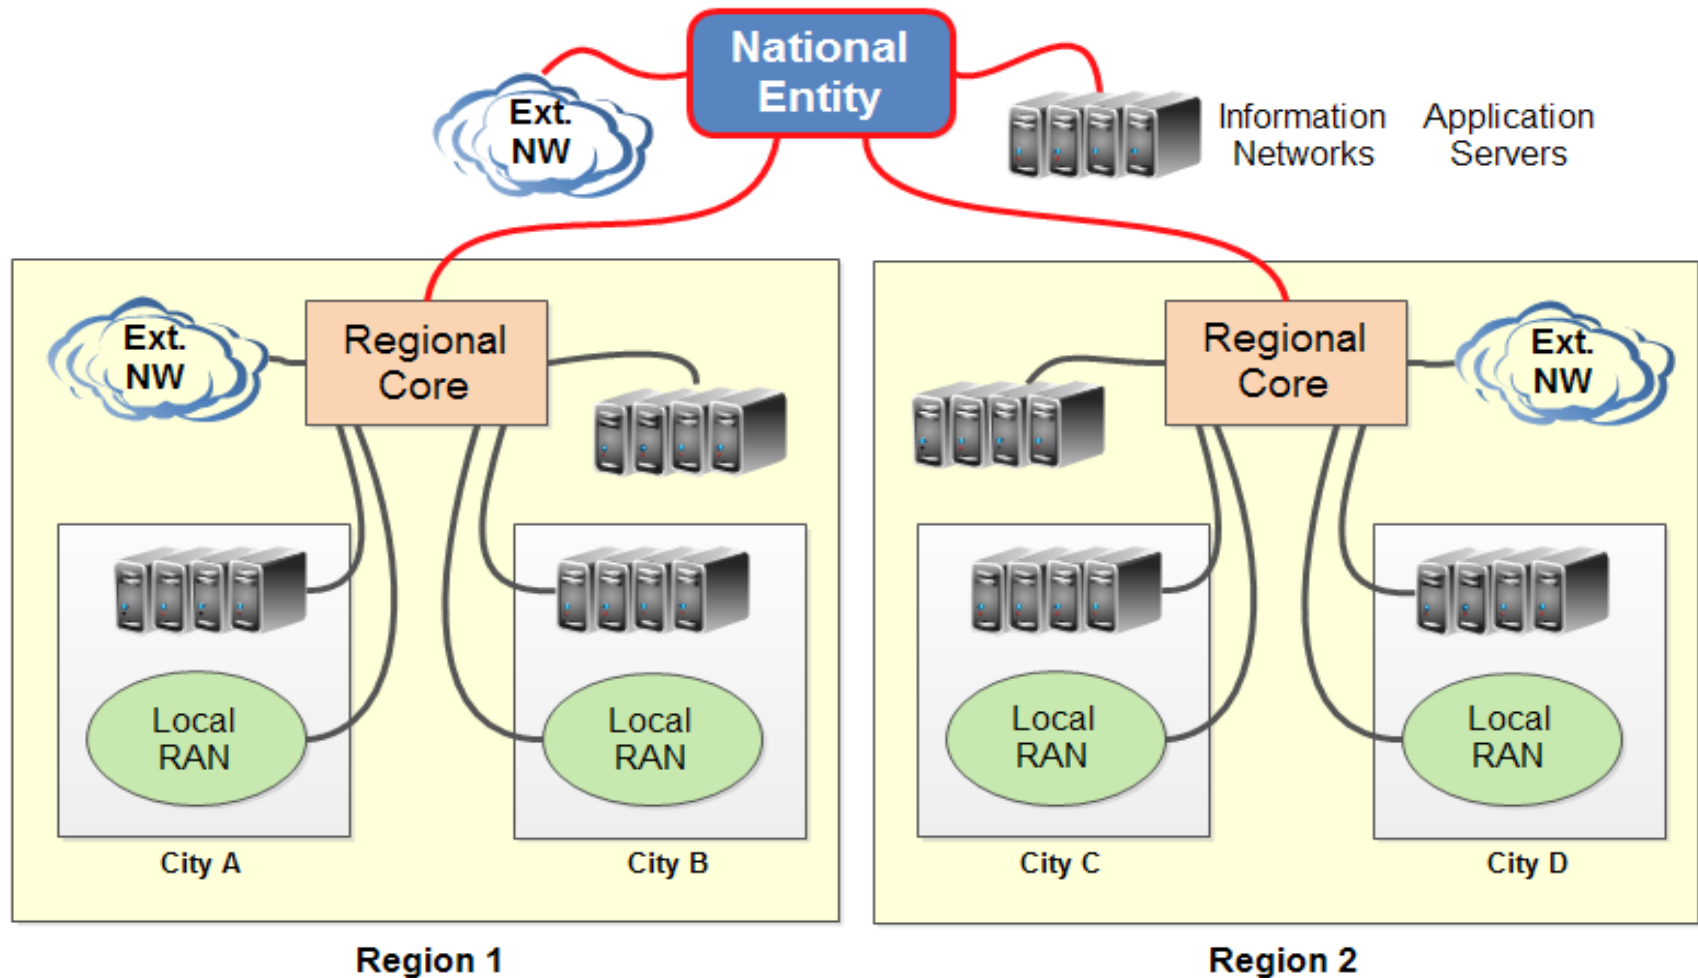 National
Entity
Ext.
NW
Information
Networks
Application
Servers
Ext.
NW
Regional
Core
Regional
Core
Ext.
NW
Local
RAN
Local
RAN
Local
RAN
Local
RAN
City A
City B
City C
City D
Region 1
Region 2